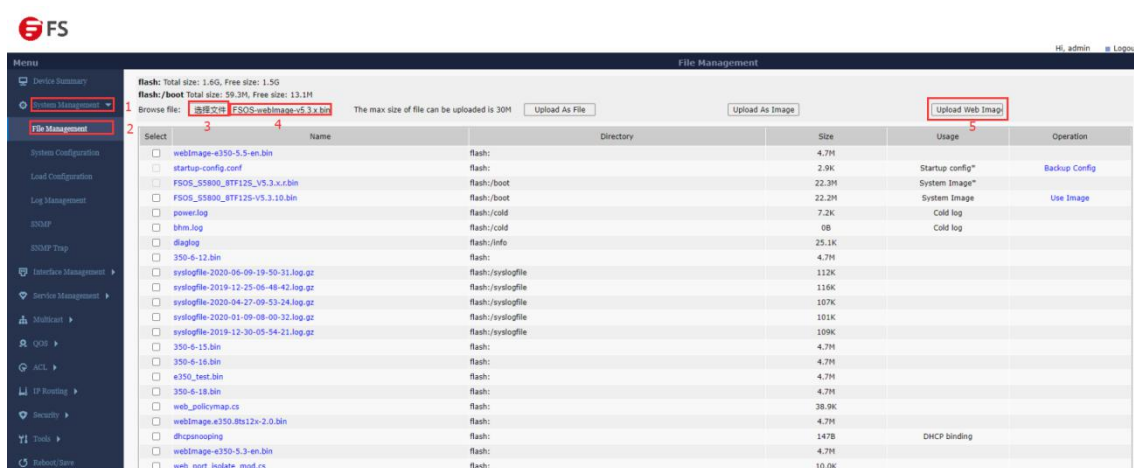 FS
Hi, admin Logou
Menu
File Management
Device Summary
System Management
File Management
System Configuration
Load Configuration
Log Management
SNMP
SNMP Trap
Interface Management
Service Management
Multicast
QOS
ACL
IP Routing
Security
Tools
Reboot/Save
1
2
flash: Total size: 1.6G, Free size: 1.5G
flash:/boot Total size: 59.3M, Free size: 13.1M
Browse file: 选择文件 FSOS-webImage-v5.3.x.bin The max size of file can be uploaded is 30M Upload As File Upload As Image Upload Web Imag
3 4 5
Select Name Directory Size Usage Operation
webImage-e350-5.5-en.bin flash: 4.7M
startup-config.conf flash: 2.9K Startup config* Backup Config
FSOS_S5800_8TF12S_V5.3.x.r.bin flash:/boot 22.3M System Image*
FSOS_S5800_8TF12S-V5.3.10.bin flash:/boot 22.2M System Image Use Image
power.log flash:/cold 7.2K Cold log
bhm.log flash:/cold 0B Cold log
diaglog flash:/info 25.1K
350-6-12.bin flash: 4.7M
syslogfile-2020-06-09-19-50-31.log.gz flash:/syslogfile 112K
syslogfile-2019-12-25-06-48-42.log.gz flash:/syslogfile 116K
syslogfile-2020-04-27-09-53-24.log.gz flash:/syslogfile 107K
syslogfile-2020-01-09-08-00-32.log.gz flash:/syslogfile 101K
syslogfile-2019-12-30-05-54-21.log.gz flash:/syslogfile 109K
350-6-15.bin flash: 4.7M
350-6-16.bin flash: 4.7M
e350_test.bin flash: 4.7M
350-6-18.bin flash: 4.7M
web_policymap.cs flash: 38.9K
webImage.e350.8ts12x-2.0.bin flash: 4.7M
dhcpsnooping flash: 147B DHCP binding
webImage-e350-5.3-en.bin flash: 4.7M
web_port_isolate_mod.cs flash: 10.0K